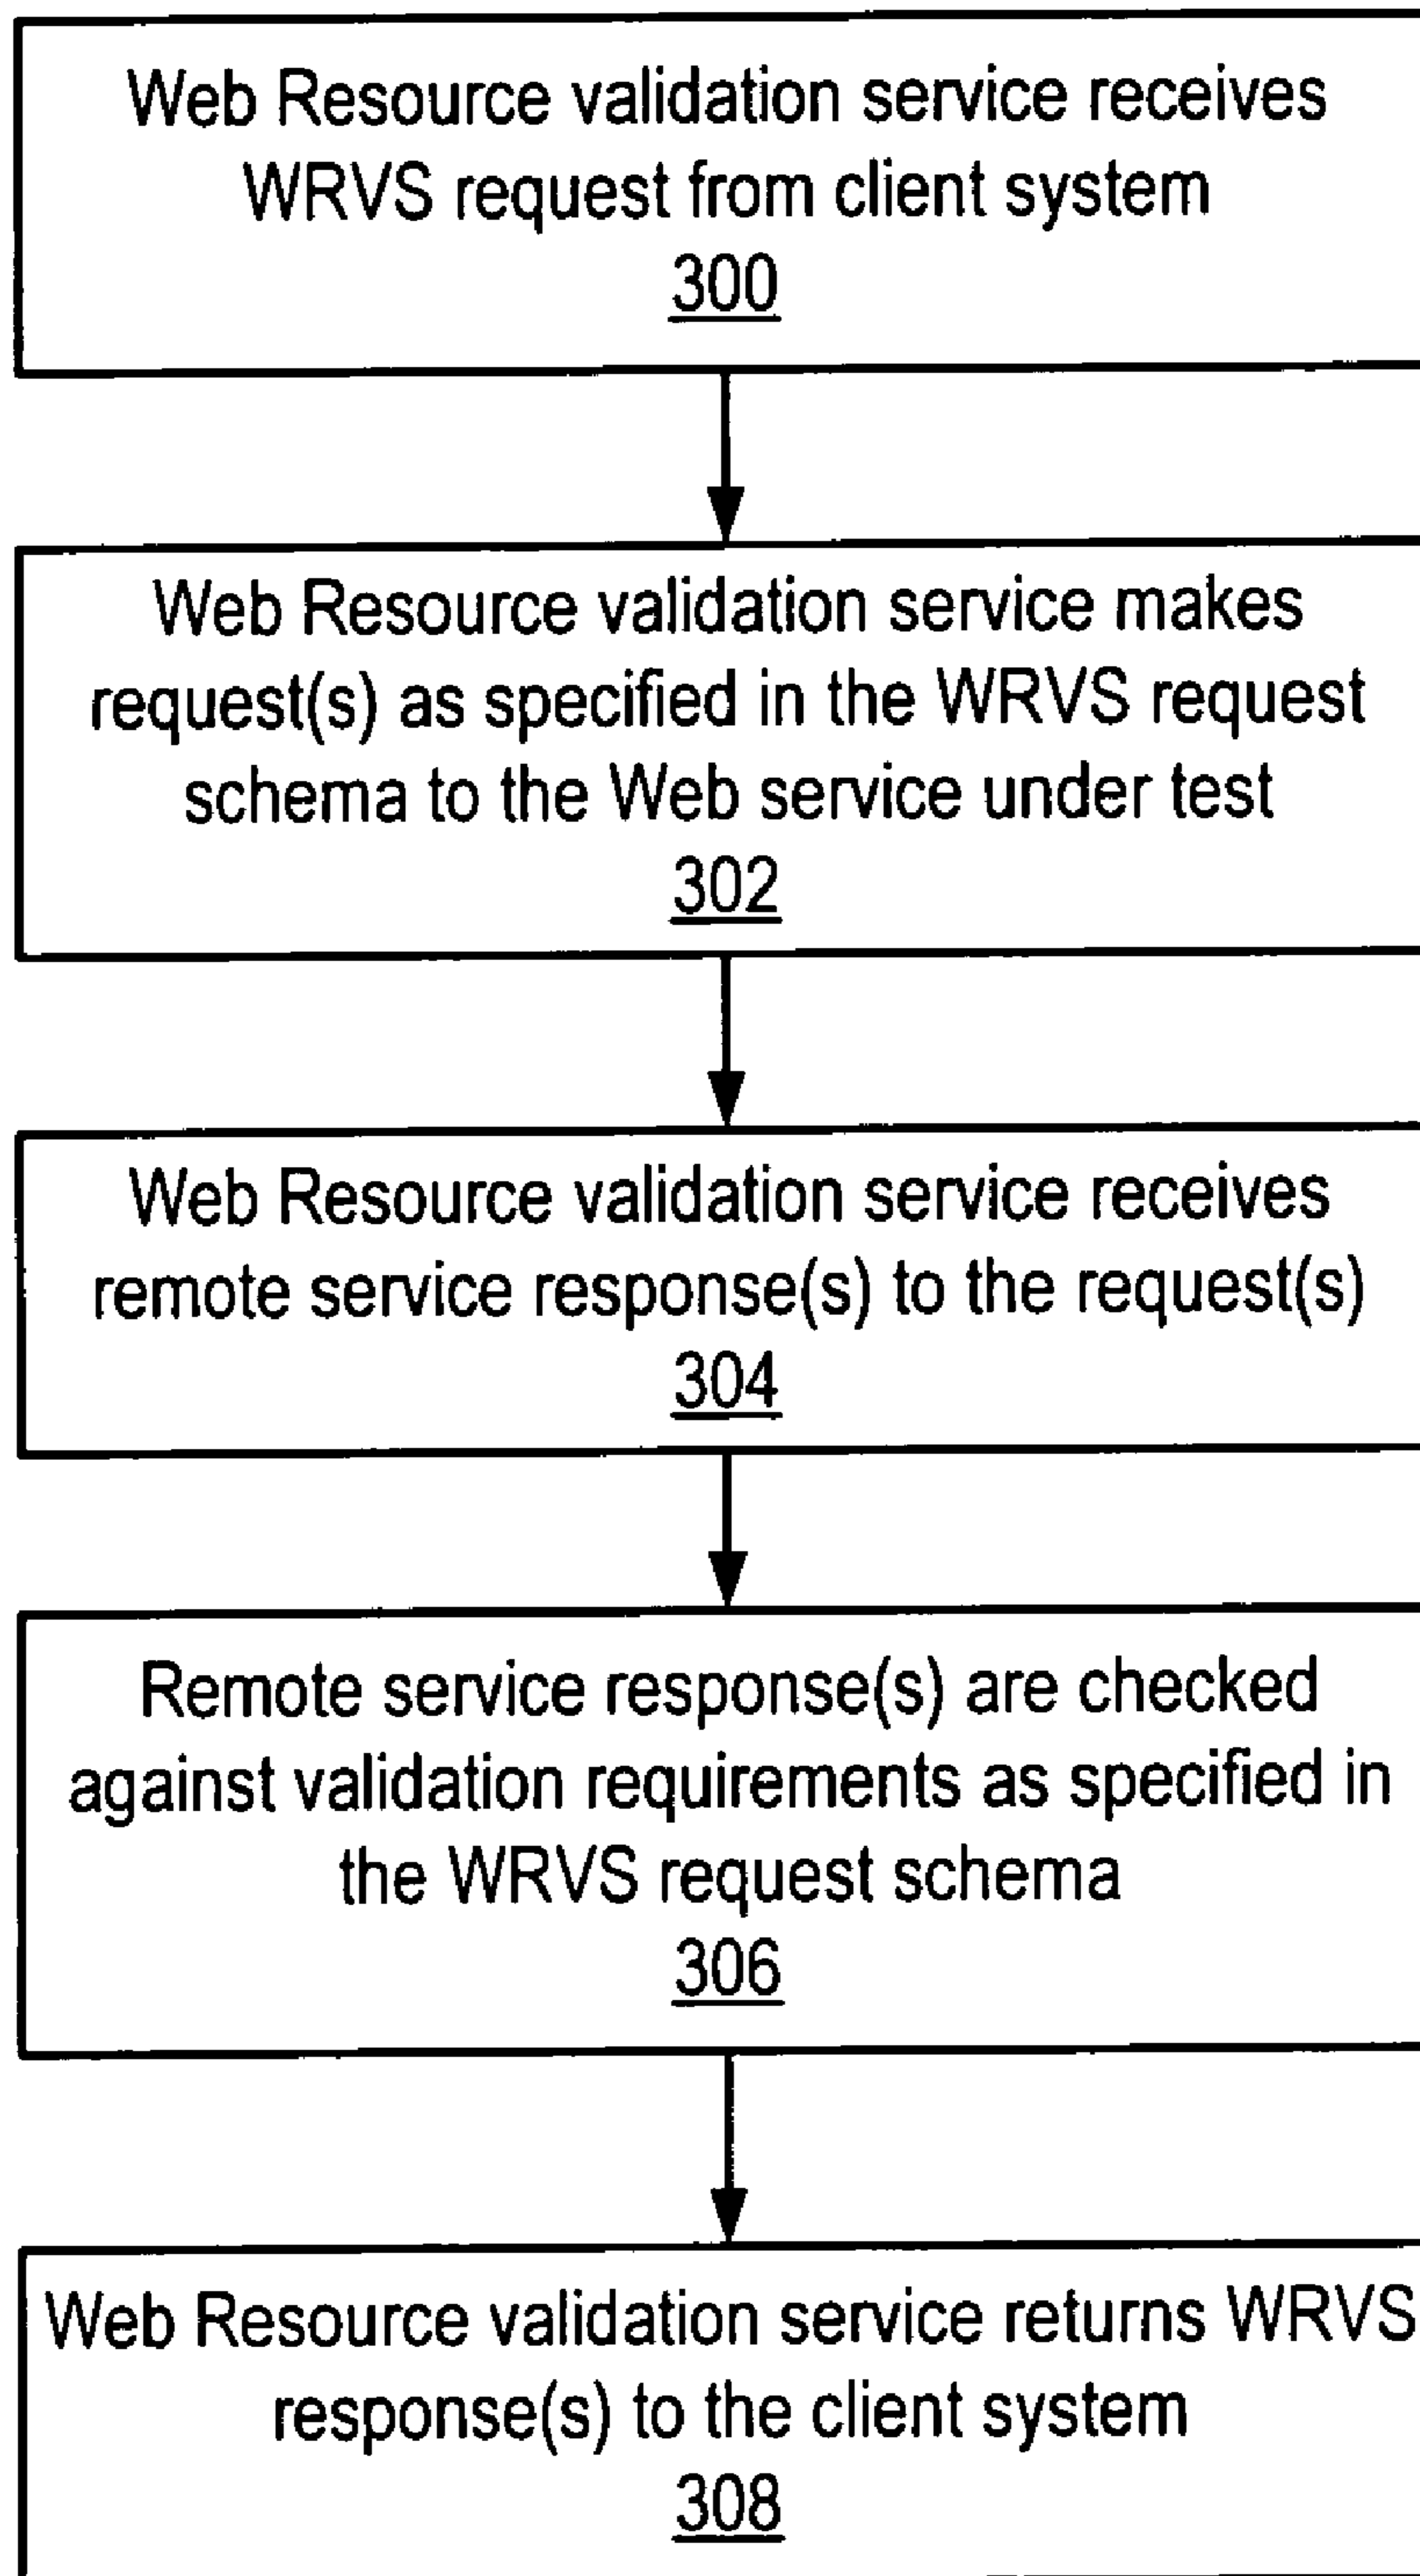 Web Resource validation service receives
WRVS request from client system
300
Web Resource validation service makes
request(s) as specified in the WRVS request
schema to the Web service under test
302
Web Resource validation service receives
remote service response(s) to the request(s)
304
Remote service response(s) are checked
against validation requirements as specified in
the WRVS request schema
306
Web Resource validation service returns WRVS
response(s) to the client system
308